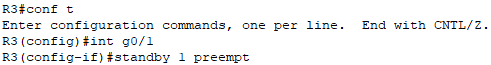 R3#conf t
Enter configuration commands, one per line.  End with CNTL/Z.
R3(config)#int g0/1
R3(config-if)#standby 1 preempt